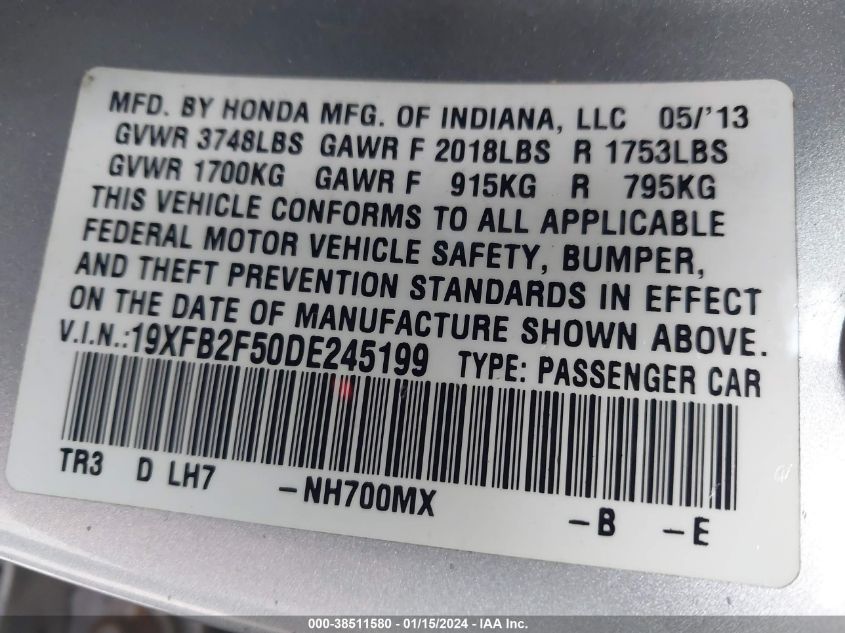 MFD. BY HONDA MFG. OF INDIANA, LLC 05/'13
GVWR 3748LBS GAWR F 2018LBS R 1753LBS
GVWR 1700KG GAWR F 915KG R 795KG
THIS VEHICLE CONFORMS TO ALL APPLICABLE
FEDERAL MOTOR VEHICLE SAFETY, BUMPER,
AND THEFT PREVENTION STANDARDS IN EFFECT
ON THE DATE OF MANUFACTURE SHOWN ABOVE.
V.I.N.:19XFB2F50DE245199 TYPE: PASSENGER CAR
TR3 D LH7 -NH700MX -B -E
000-38511580 - 01/15/2024 - IAA Inc.